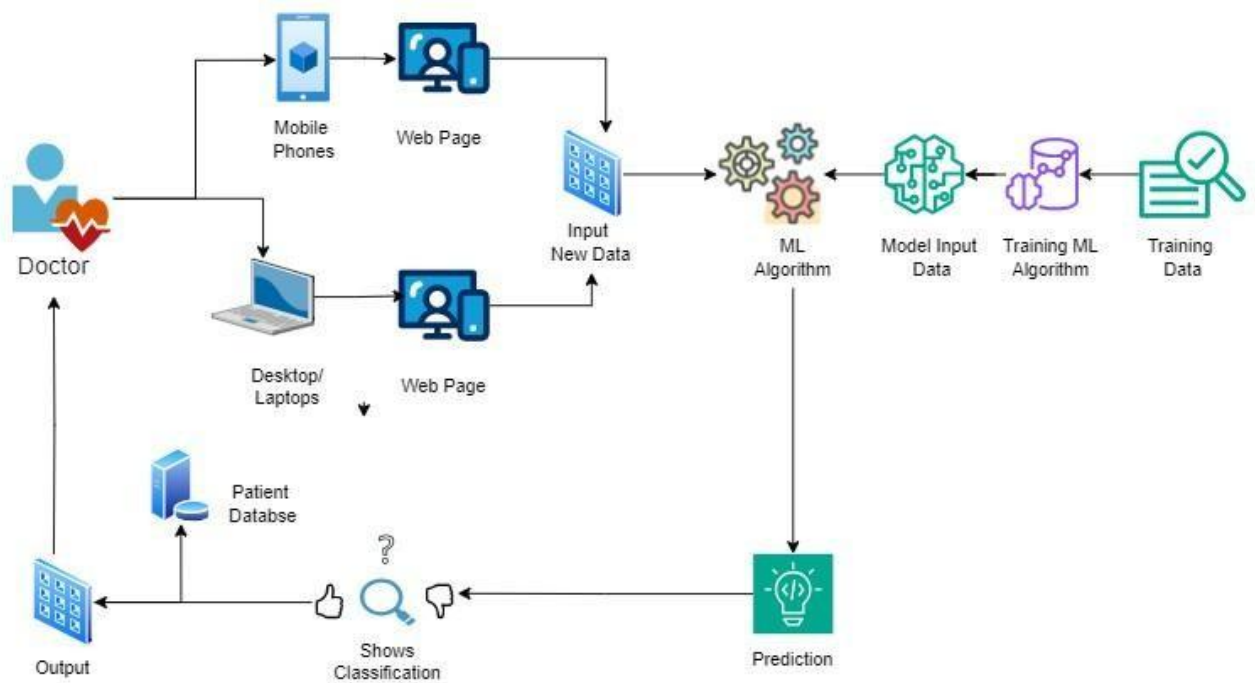 Mobile
Phones
Web Page
Doctor
Input
New Data
ML
Algorithm
Model Input
Data
Training ML
Algorithm
Training
Data
Desktop/
Laptops
Web Page
Patient
Databse
?
Output
Shows
Classification
</>
Prediction